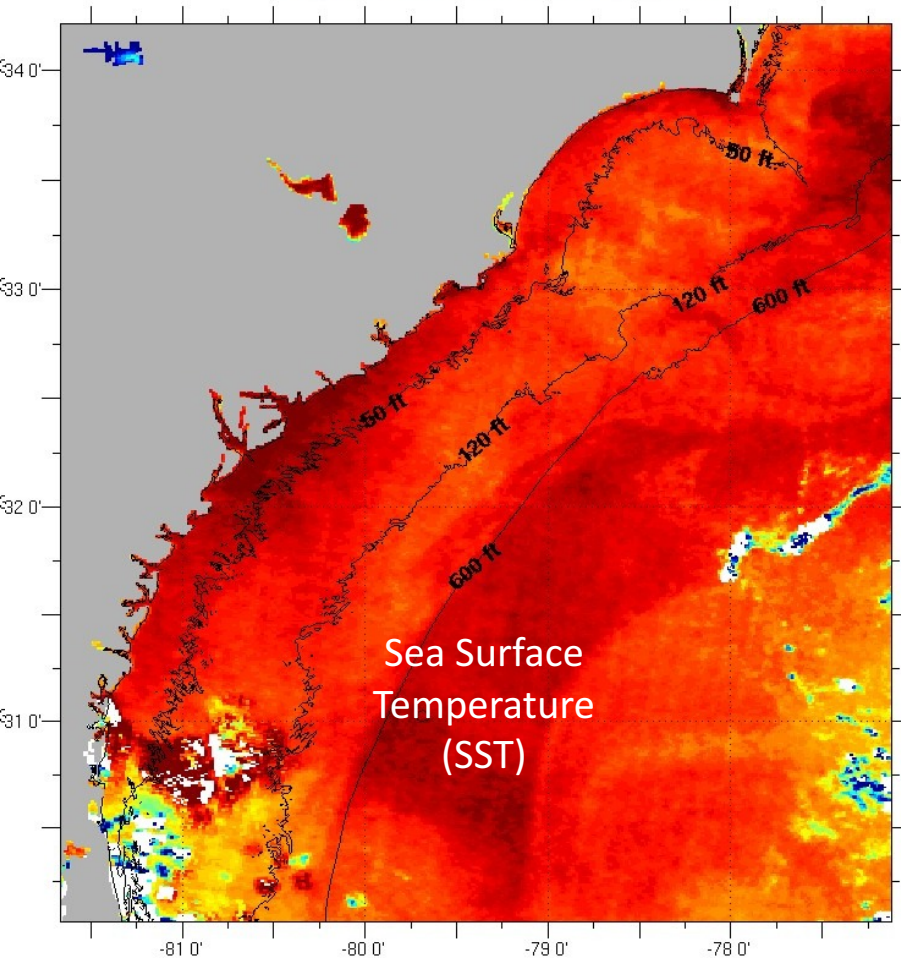 34 0'
50 ft
33 0'
120 ft
600 ft
50 ft
120 ft
32 0'
600 ft
Sea Surface
Temperature
(SST)
31 0'
-81 0' -80 0' -79 0' -78 0'